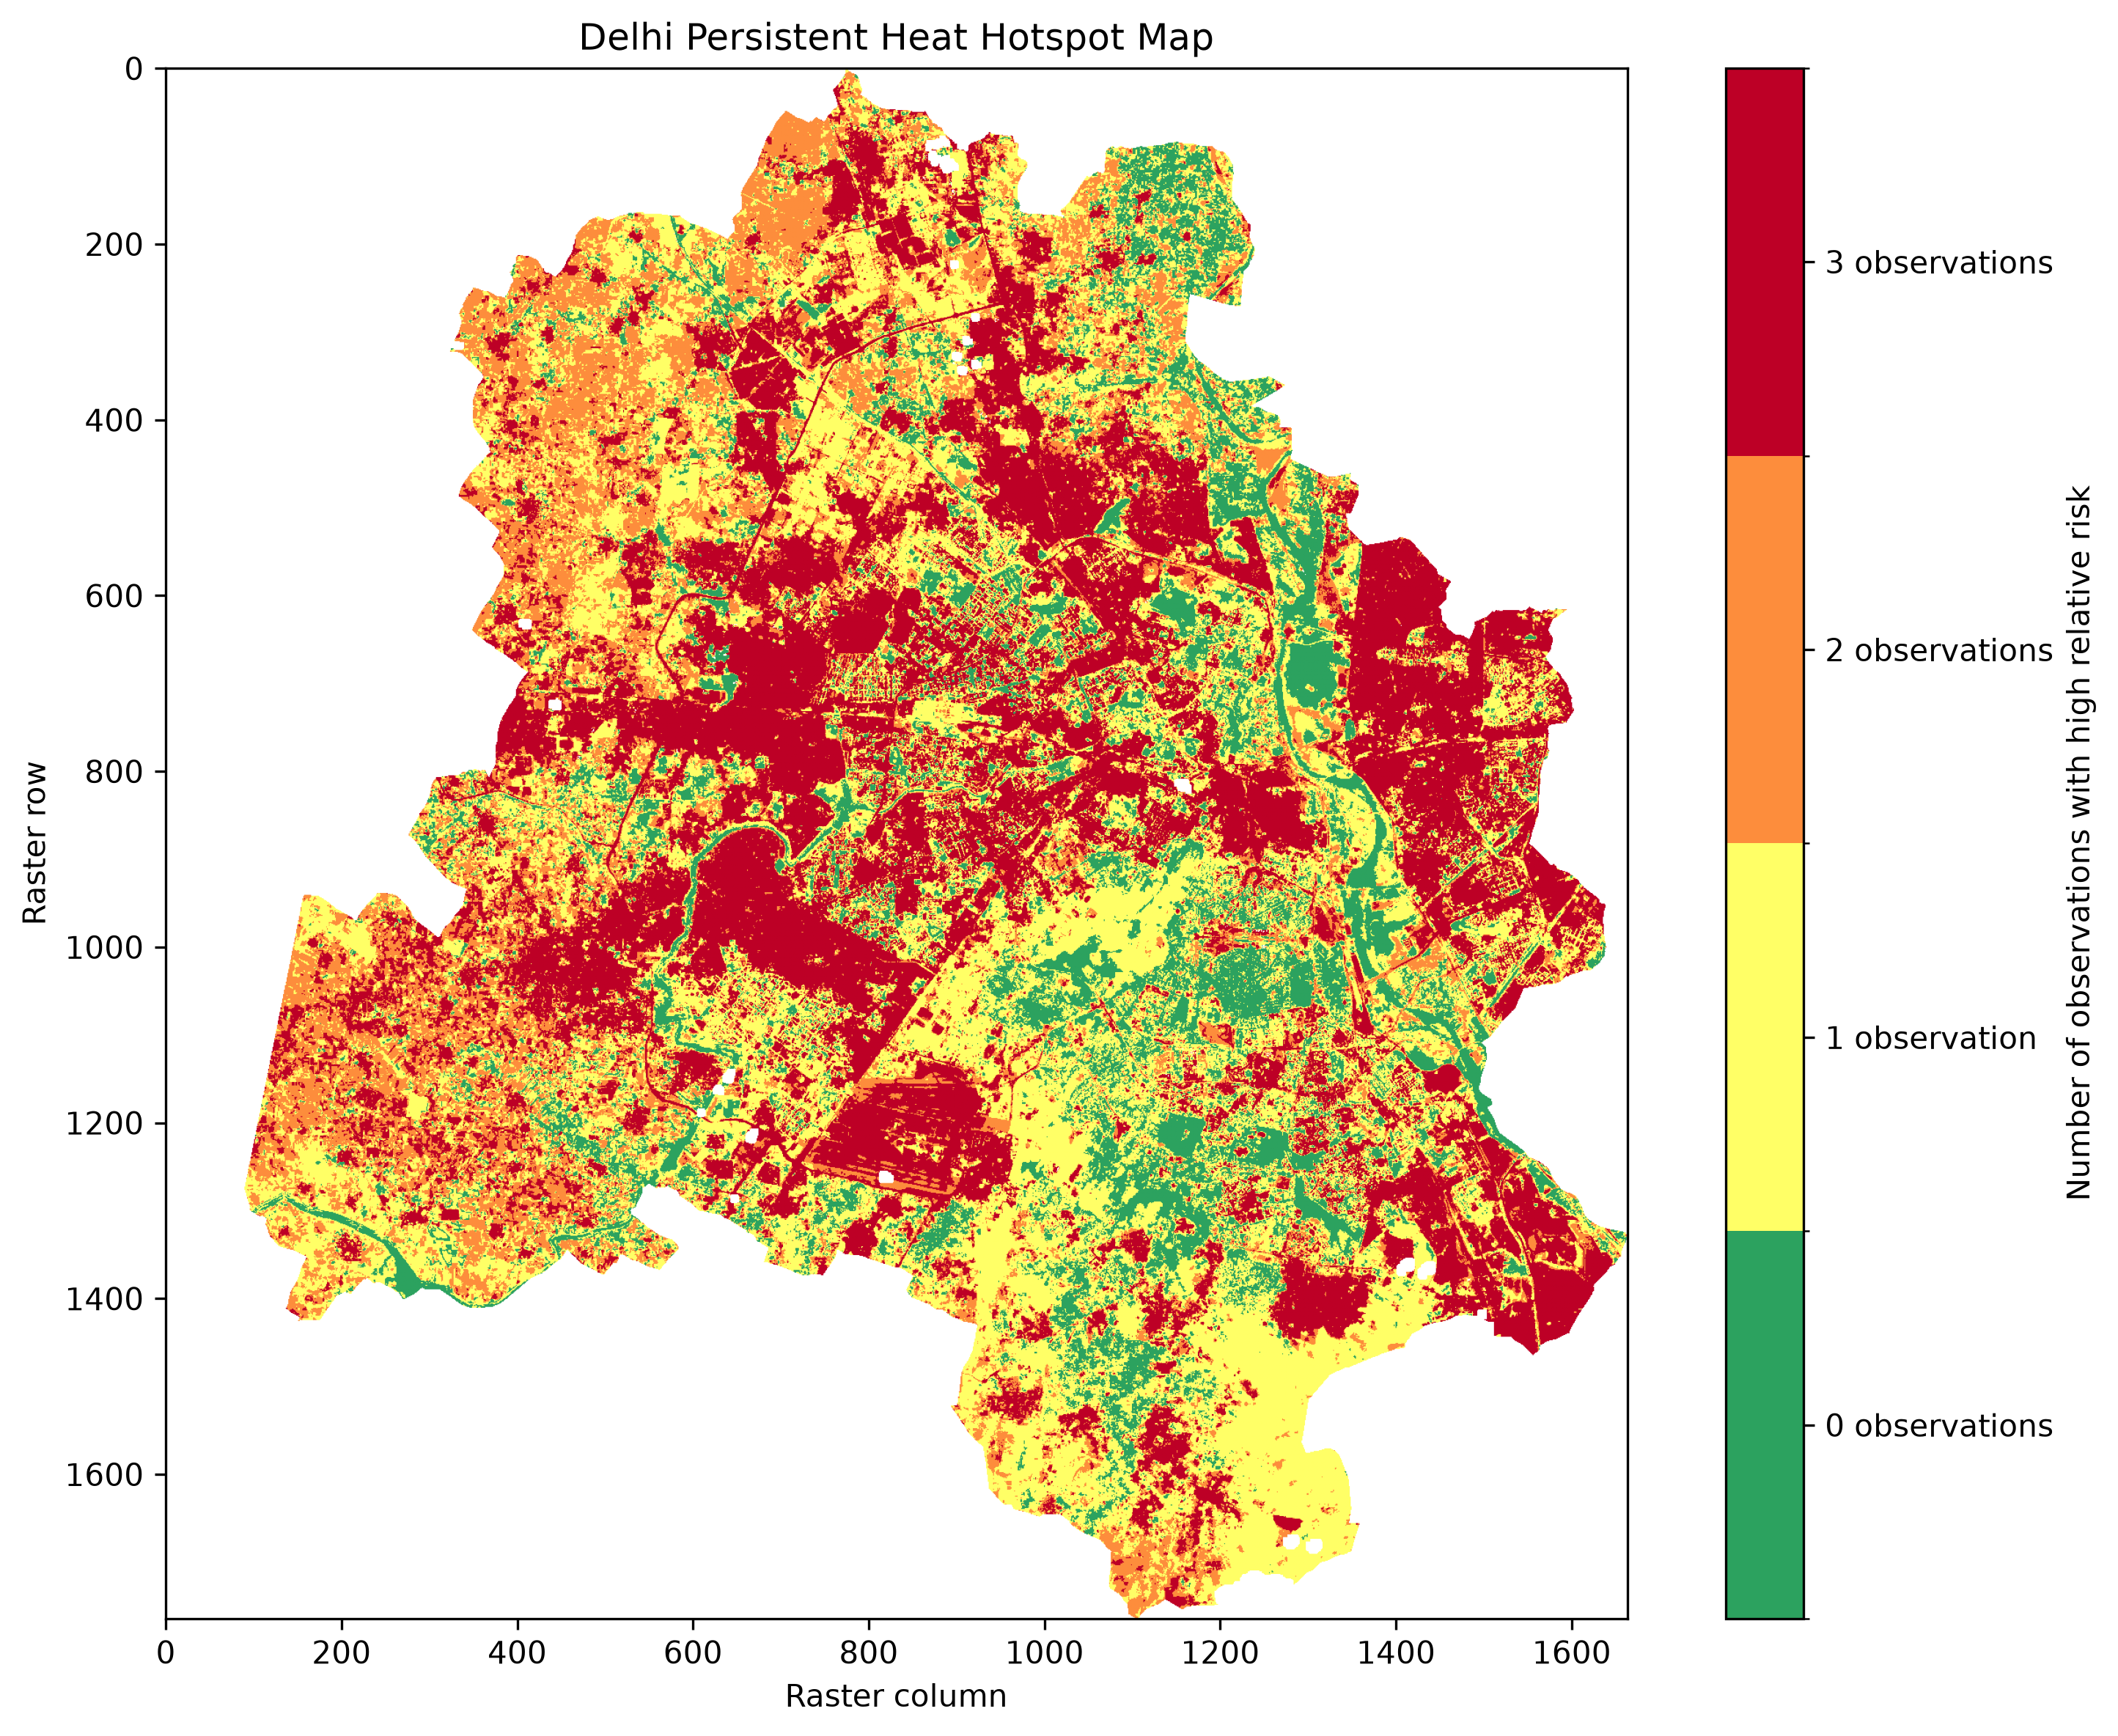 Delhi Persistent Heat Hotspot Map
0
200
400
600
800
1000
1200
1400
1600
Raster row
0 200 400 600 800 1000 1200 1400 1600
Raster column
3 observations
2 observations
1 observation
0 observations
Number of observations with high relative risk